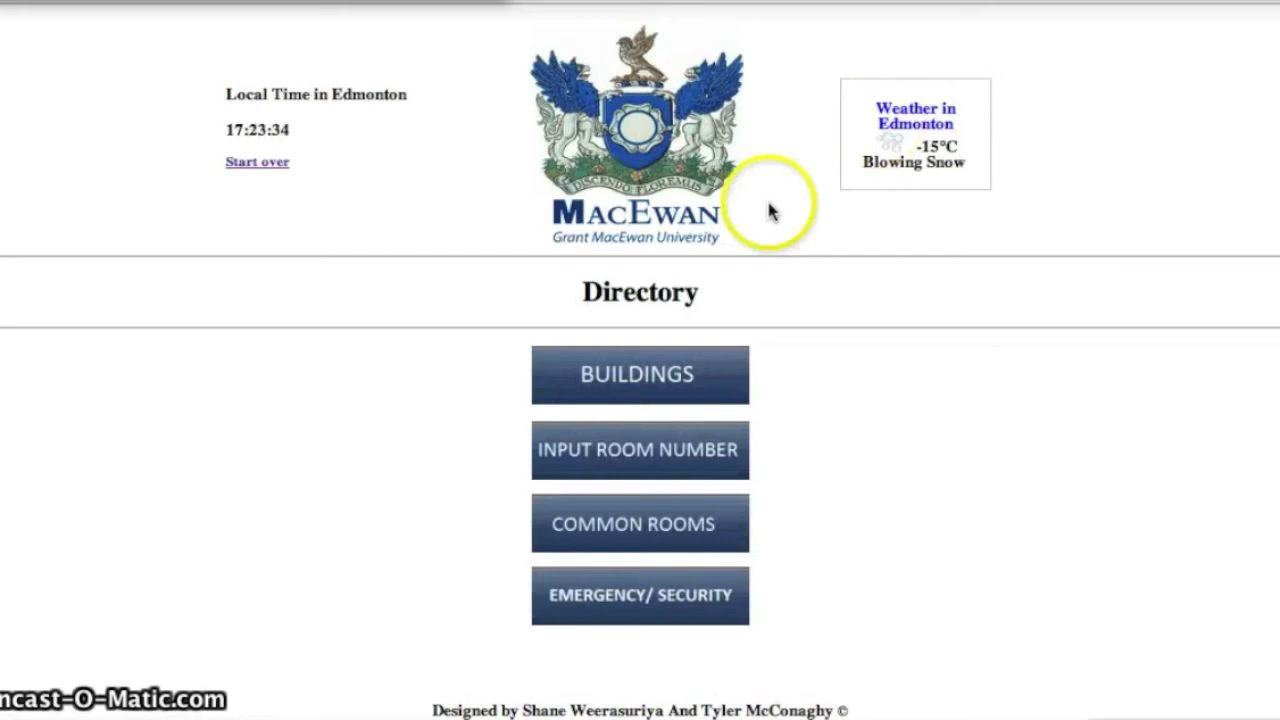 Local Time in Edmonton
17:23:34
Start over
DISCENDO FLOREMUS
MACEWAN
Grant MacEwan University
Weather in
Edmonton
-15°C
Blowing Snow
Directory
BUILDINGS
INPUT ROOM NUMBER
COMMON ROOMS
EMERGENCY/ SECURITY
ncast-O-Matic.com
Designed by Shane Weerasuriya And Tyler McConaghy ©